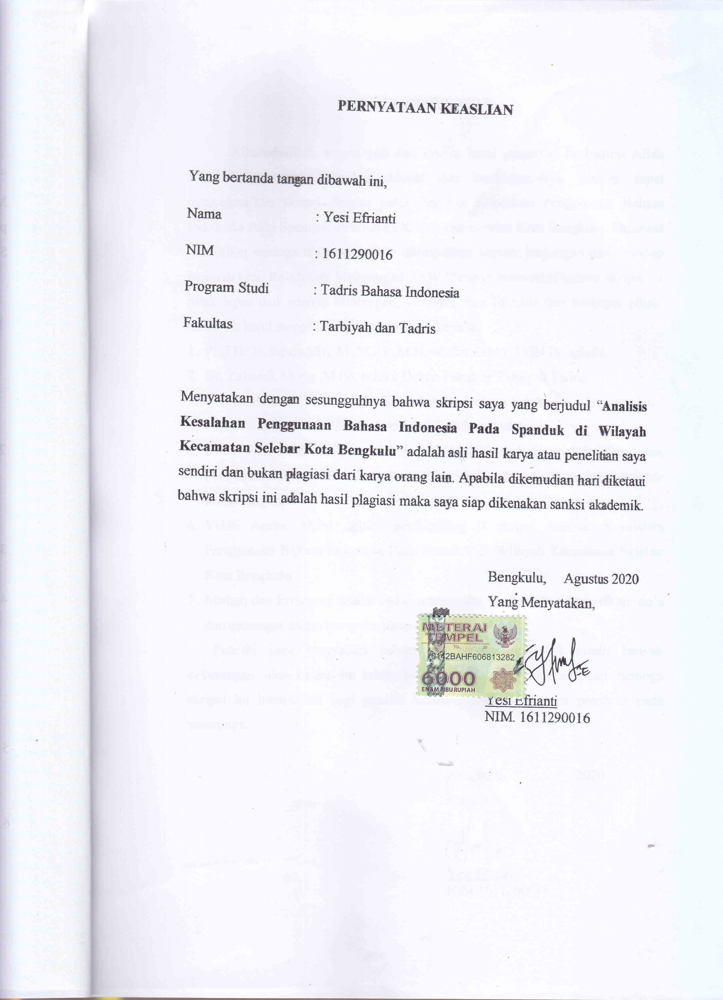 PERNYATAAN KEASLIAN
Yang bertanda tangan dibawah ini,
Nama : Yesi Efrianti
NIM : 1611290016
Program Studi : Tadris Bahasa Indonesia
Fakultas : Tarbiyah dan Tadris
Menyatakan dengan sesungguhnya bahwa skripsi saya yang berjudul “Analisis
Kesalahan Penggunaan Bahasa Indonesia Pada Spanduk di Wilayah
Kecamatan Selebar Kota Bengkulu” adalah asli hasil karya atau penelitian saya
sendiri dan bukan plagiasi dari karya orang lain. Apabila dikemudian hari diketaui
bahwa skripsi ini adalah hasil plagiasi maka saya siap dikenakan sanksi akademik.
Bengkulu, Agustus 2020
Yang Menyatakan,
METERAI
TEMPEL
TGL. 20
0142BAHF606813282
6000
ENAM RIBU RUPIAH
Yesi Efrianti
NIM. 1611290016